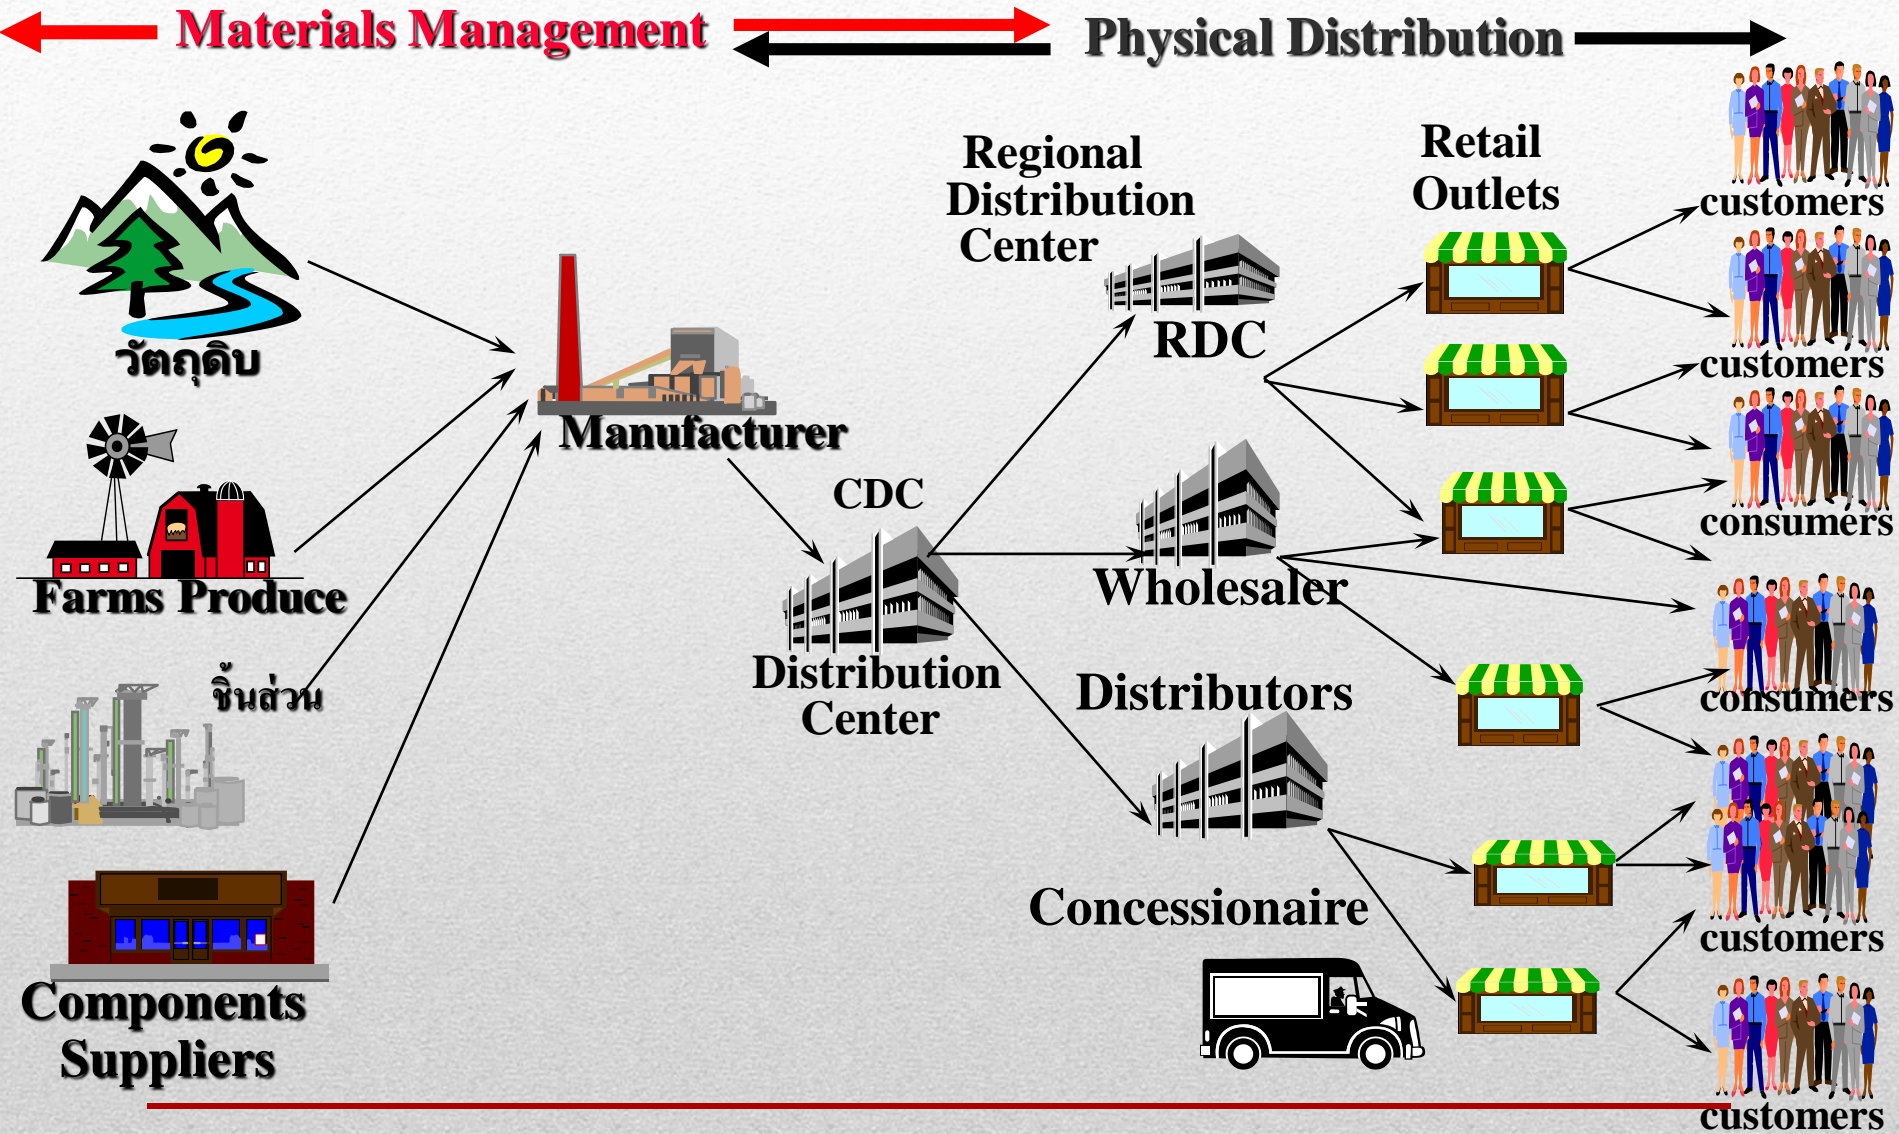 Materials Management
Physical Distribution
วัตถุดิบ
Farms Produce
ชิ้นส่วน
Components
Suppliers
Manufacturer
CDC
Distribution
Center
Regional
Distribution
Center
RDC
Wholesaler
Distributors
Concessionaire
Retail
Outlets
customers
customers
consumers
consumers
customers
customers